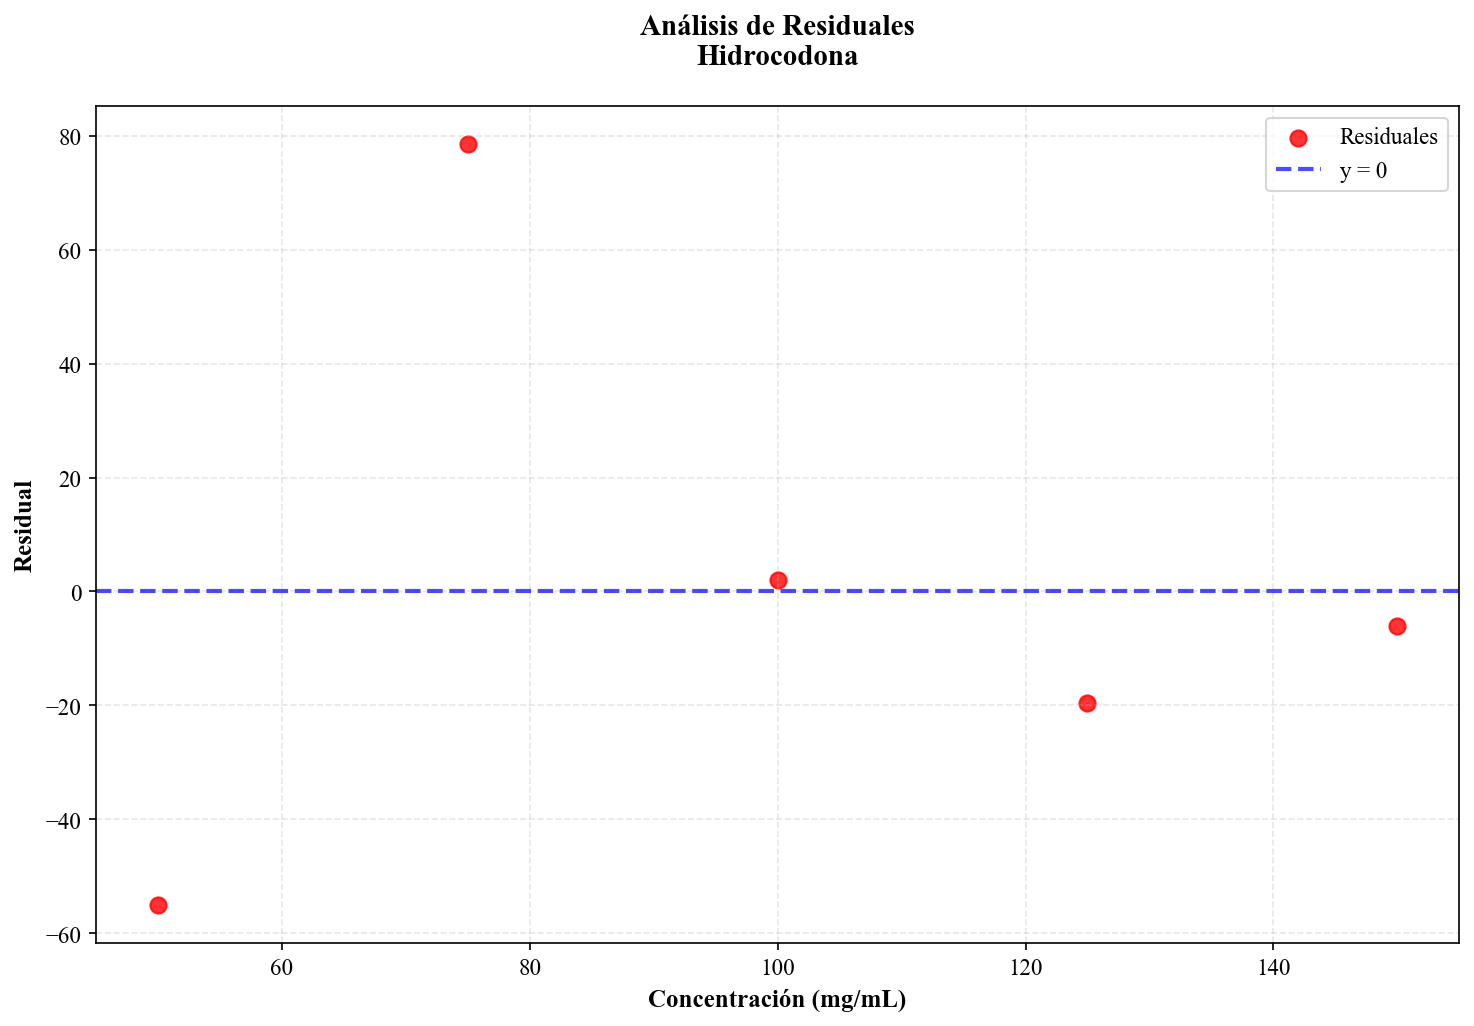 Análisis de Residuales
Hidrocodona
Residuales
y = 0
80
60
40
20
0
−20
−40
−60
Residual
60
80
100
120
140
Concentración (mg/mL)